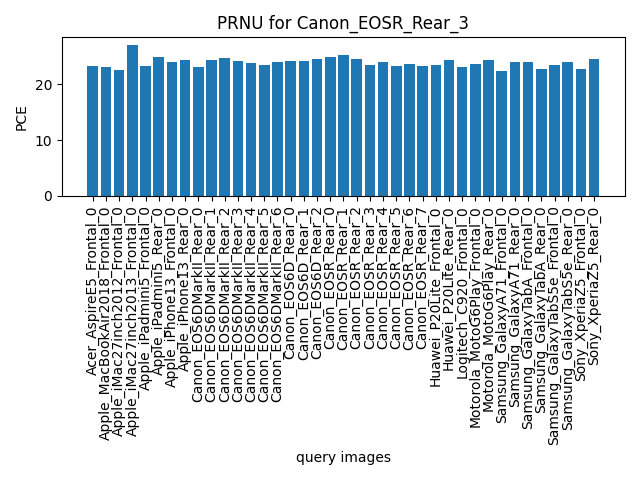 PRNU for Canon_EOSR_Rear_3
PCE
20
10
0
Acer_AspireE5_Frontal_0
Apple_MacBookAir2018_Frontal_0
Apple_iMac27inch2012_Frontal_0
Apple_iMac27inch2013_Frontal_0
Apple_iPadmini5_Frontal_0
Apple_iPadmini5_Rear_0
Apple_iPhone13_Frontal_0
Apple_iPhone13_Rear_0
Canon_EOS6DMarkII_Rear_0
Canon_EOS6DMarkII_Rear_1
Canon_EOS6DMarkII_Rear_2
Canon_EOS6DMarkII_Rear_3
Canon_EOS6DMarkII_Rear_4
Canon_EOS6DMarkII_Rear_5
Canon_EOS6DMarkII_Rear_6
Canon_EOS6D_Rear_0
Canon_EOS6D_Rear_1
Canon_EOS6D_Rear_2
Canon_EOSR_Rear_0
Canon_EOSR_Rear_1
Canon_EOSR_Rear_2
Canon_EOSR_Rear_3
Canon_EOSR_Rear_4
Canon_EOSR_Rear_5
Canon_EOSR_Rear_6
Canon_EOSR_Rear_7
Huawei_P20Lite_Frontal_0
Huawei_P20Lite_Rear_0
Logitech_C920_Frontal_0
Motorola_MotoG6Play_Frontal_0
Motorola_MotoG6Play_Rear_0
Samsung_GalaxyA71_Frontal_0
Samsung_GalaxyA71_Rear_0
Samsung_GalaxyTabA_Frontal_0
Samsung_GalaxyTabA_Rear_0
Samsung_GalaxyTabS5e_Frontal_0
Samsung_GalaxyTabS5e_Rear_0
Sony_XperiaZ5_Frontal_0
Sony_XperiaZ5_Rear_0
query images